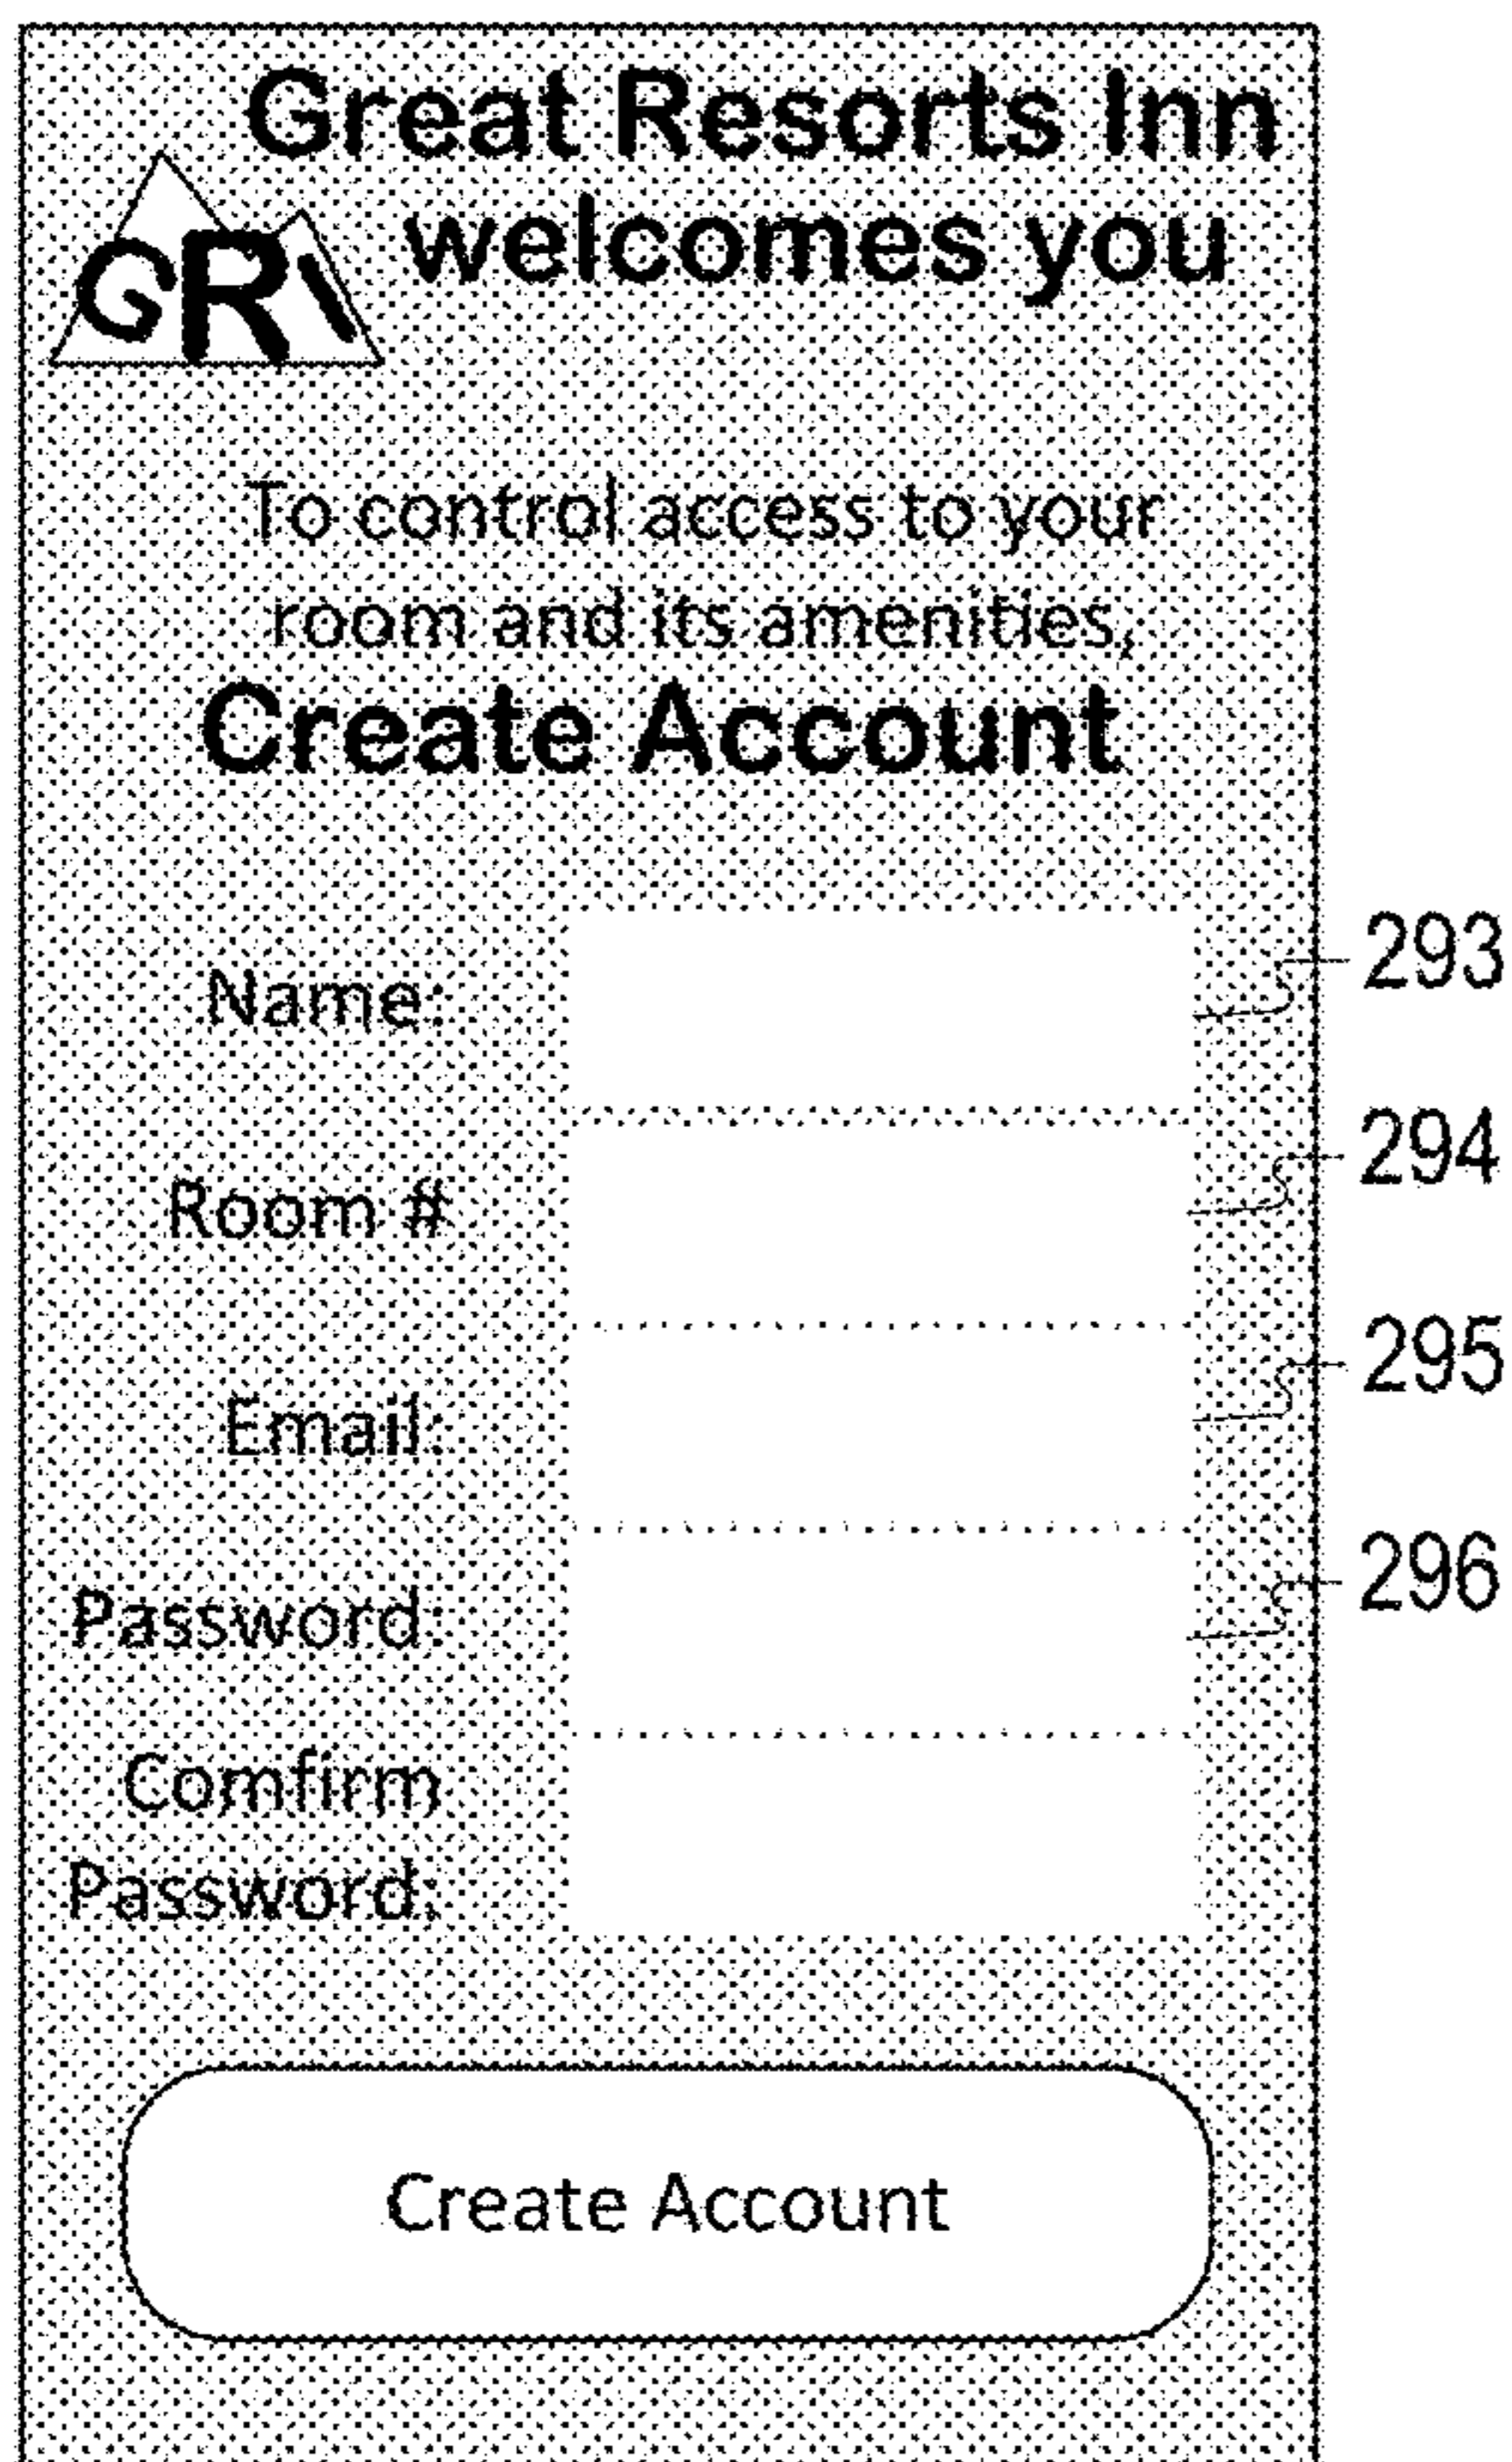 Great Resorts Inn
welcomes you
GRI
To control access to your
room and its amenities,
Create Account
Name:
293
Room #
294
Email:
295
Password:
296
Comfirm
Password:
Create Account